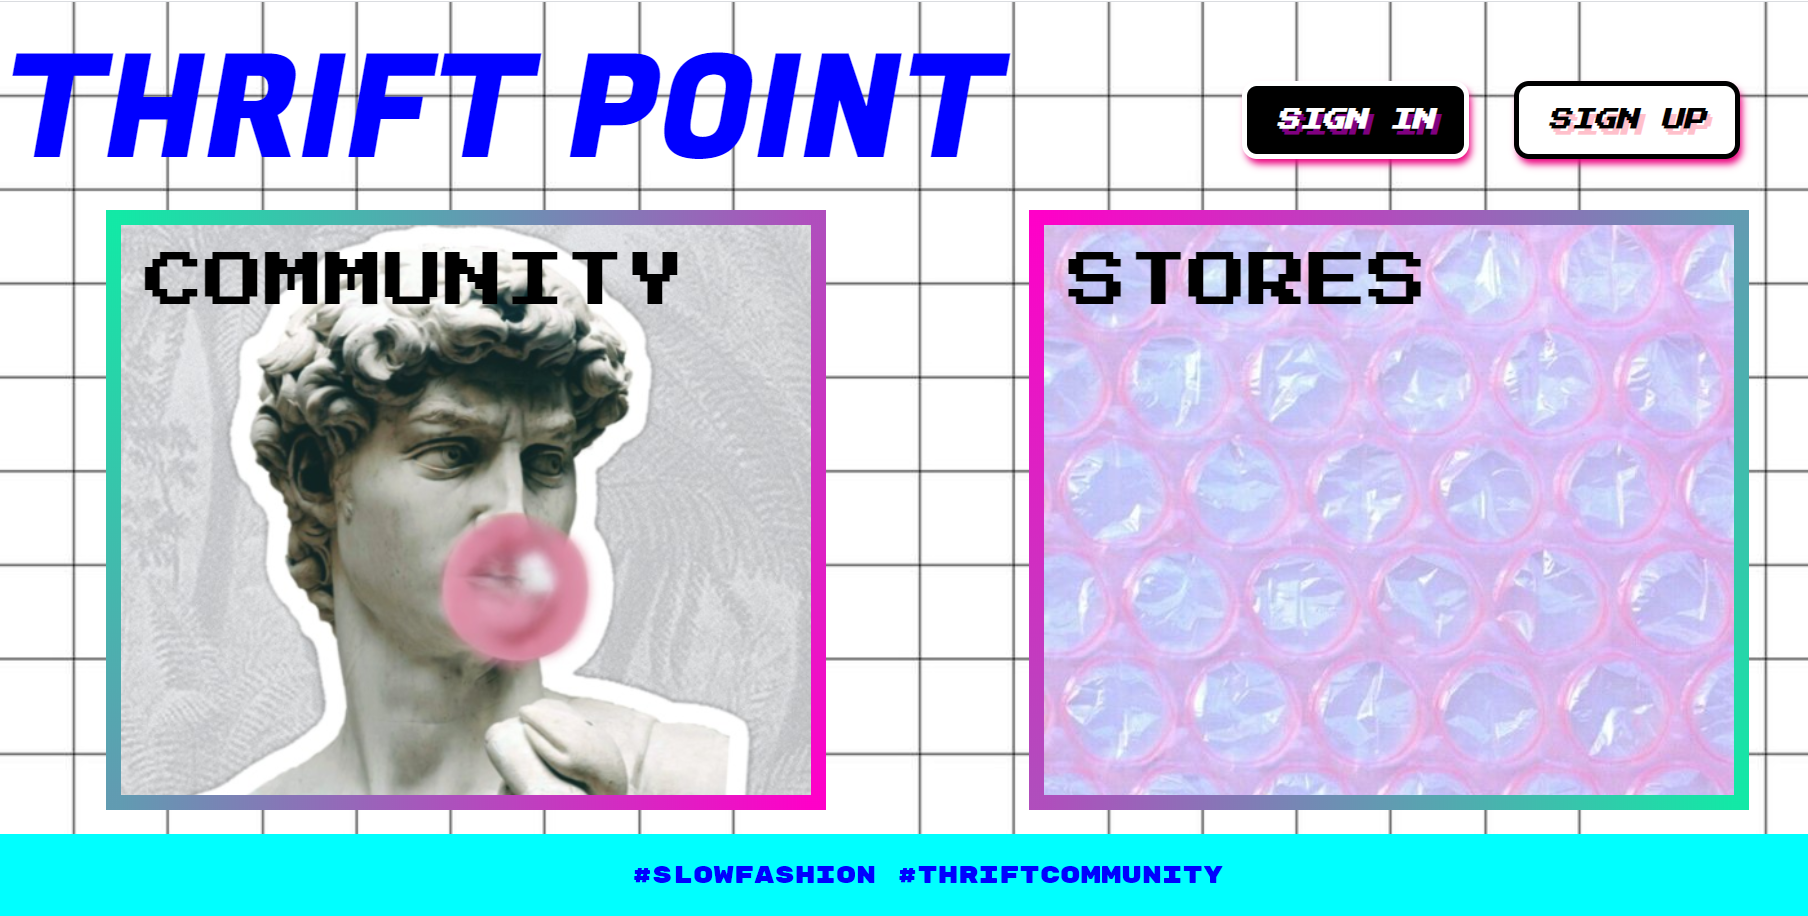 THRIFT POINT
SIGN IN
SIGN UP
COMMUNITY
STORES
#SLOWFASHION #THRIFTCOMMUNITY